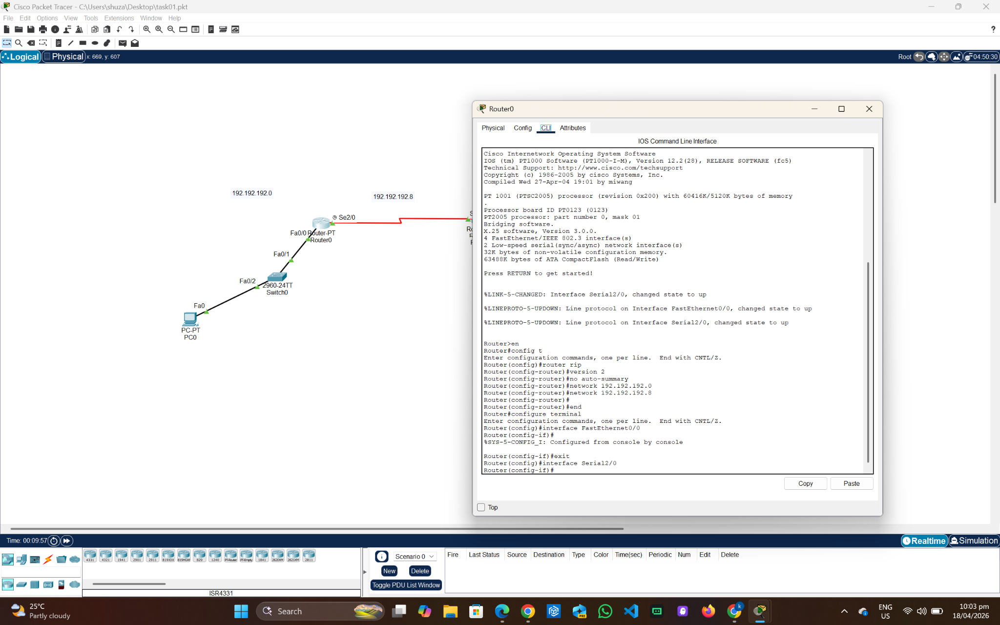 Cisco Packet Tracer - C:\Users\shuza\Desktop\task01.pkt
File Edit Options View Tools Extensions Window Help
?
Logical Physical x: 669, y: 607
Root 04:50:30
192.192.192.0
192.192.192.8
Se2/0
Fa0/0 Router-PT
Router0
Fa0/1
Fa0/2
2960-24TT
Switch0
Fa0
PC-PT
PC0
Router0
Physical Config CLI Attributes
IOS Command Line Interface
Cisco Internetwork Operating System Software
IOS (tm) PT1000 Software (PT1000-I-M), Version 12.2(28), RELEASE SOFTWARE (fc5)
Technical Support: http://www.cisco.com/techsupport
Copyright (c) 1986-2005 by cisco Systems, Inc.
Compiled Wed 27-Apr-04 19:01 by miwang
PT 1001 (PTSC2005) processor (revision 0x200) with 60416K/5120K bytes of memory
.
Processor board ID PT0123 (0123)
PT2005 processor: part number 0, mask 01
Bridging software.
X.25 software, Version 3.0.0.
4 FastEthernet/IEEE 802.3 interface(s)
2 Low-speed serial(sync/async) network interface(s)
32K bytes of non-volatile configuration memory.
63488K bytes of ATA CompactFlash (Read/Write)
Press RETURN to get started!
%LINK-5-CHANGED: Interface Serial2/0, changed state to up
%LINEPROTO-5-UPDOWN: Line protocol on Interface FastEthernet0/0, changed state to up
%LINEPROTO-5-UPDOWN: Line protocol on Interface Serial2/0, changed state to up
Router>en
Router#config t
Enter configuration commands, one per line.  End with CNTL/Z.
Router(config)#router rip
Router(config-router)#version 2
Router(config-router)#no auto-summary
Router(config-router)#network 192.192.192.0
Router(config-router)#network 192.192.192.8
Router(config-router)#
Router(config-router)#end
Router#configure terminal
Enter configuration commands, one per line.  End with CNTL/Z.
Router(config)#interface FastEthernet0/0
Router(config-if)#
%SYS-5-CONFIG_I: Configured from console by console
Router(config-if)#exit
Router(config)#interface Serial2/0
Router(config-if)#
Copy Paste
Top
Time: 00:09:57
Realtime Simulation
4331 4321 1941 2901 2911 819IOX 819HGW 829 1240 PT-Router PT-Empty 1841 2620XM 2621XM 2811
ISR4331
Scenario 0
New Delete
Toggle PDU List Window
Fire Last Status Source Destination Type Color Time(sec) Periodic Num Edit Delete
25°C
Partly cloudy
Search
PRE
k
ENG
US
10:03 pm
18/04/2026